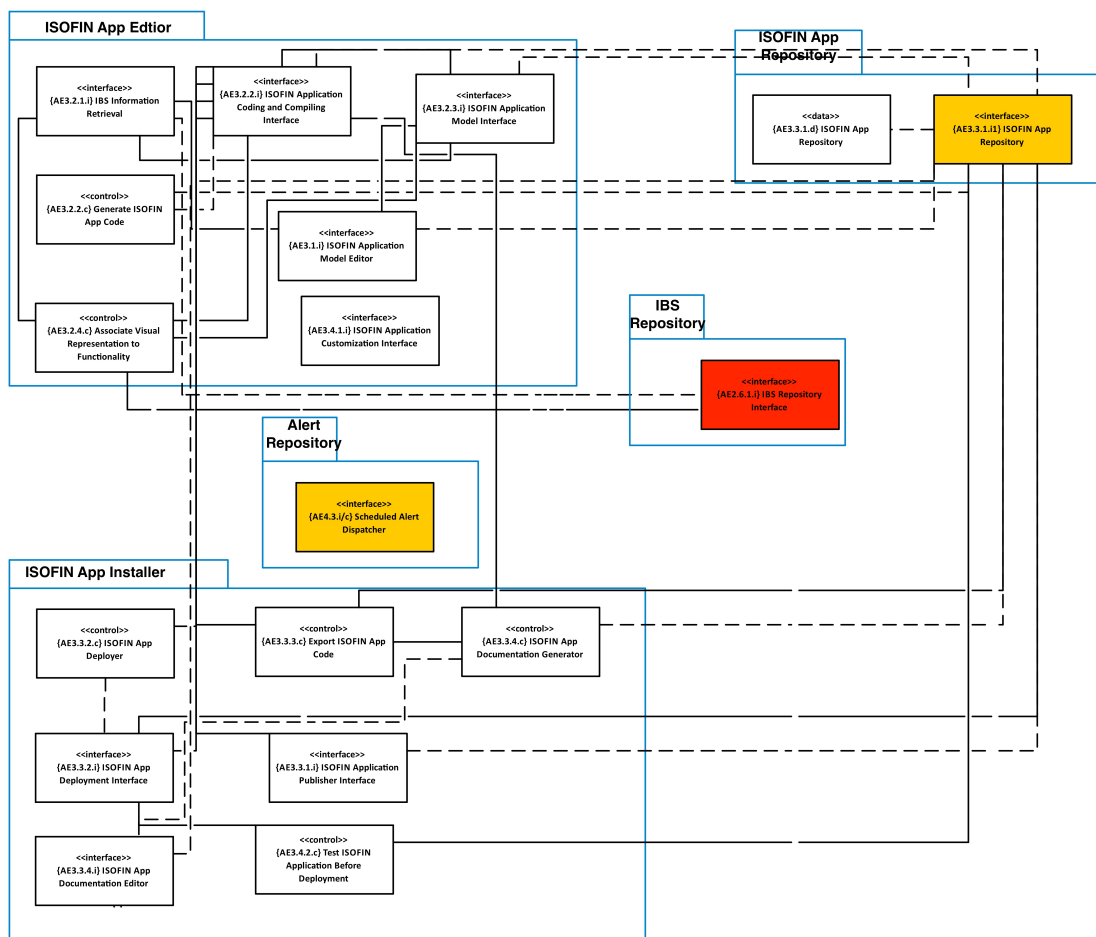 ISOFIN App Edtior
<<interface>>
{AE3.2.1.i} IBS Information
Retrieval
<<interface>>
{AE3.2.2.i} ISOFIN Application
Coding and Compiling
Interface
<<interface>>
{AE3.2.3.i} ISOFIN Application
Model Interface
<<control>>
{AE3.2.2.c} Generate ISOFIN
App Code
<<interface>>
{AE3.1.i} ISOFIN Application
Model Editor
<<control>>
{AE3.2.4.c} Associate Visual
Representation to
Functionality
<<interface>>
{AE3.4.1.i} ISOFIN Application
Customization Interface
ISOFIN App
Repository
<<data>>
{AE3.3.1.d} ISOFIN App
Repository
<<interface>>
{AE3.3.1.i1} ISOFIN App
Repository
IBS
Repository
<<interface>>
{AE2.6.1.i} IBS Repository
Interface
Alert
Repository
<<interface>>
{AE4.3.i/c} Scheduled Alert
Dispatcher
ISOFIN App Installer
<<control>>
{AE3.3.2.c} ISOFIN App
Deployer
<<control>>
{AE3.3.3.c} Export ISOFIN App
Code
<<control>>
{AE3.3.4.c} ISOFIN App
Documentation Generator
<<interface>>
{AE3.3.2.i} ISOFIN App
Deployment Interface
<<interface>>
{AE3.3.1.i} ISOFIN Application
Publisher Interface
<<interface>>
{AE3.3.4.i} ISOFIN App
Documentation Editor
<<control>>
{AE3.4.2.c} Test ISOFIN
Application Before
Deployment